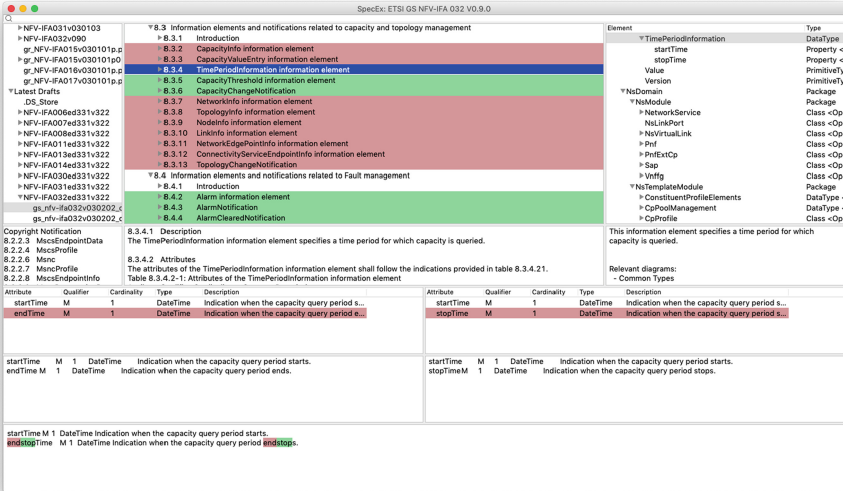 SpecEx: ETSI GS NFV-IFA 032 V0.9.0
NFV-IFA031v030103
NFV-IFA032v090
gr_NFV-IFA015v030101p.p
gr_NFV-IFA015v030101p0
gr_NFV-IFA016v030101p.p
gr_NFV-IFA017v030101p.p
Latest Drafts
.DS_Store
NFV-IFA006ed331v322
NFV-IFA007ed331v322
NFV-IFA008ed331v322
NFV-IFA011ed331v322
NFV-IFA013ed331v322
NFV-IFA014ed331v322
NFV-IFA030ed331v322
NFV-IFA031ed331v322
NFV-IFA032ed331v322
gs_nfv-ifa032v030202_c
gs_nfv-ifa032v030202_c
8.3 Information elements and notifications related to capacity and topology management
8.3.1 Introduction
8.3.2 CapacityInfo information element
8.3.3 CapacityValueEntry information element
8.3.4 TimePeriodInformation information element
8.3.5 CapacityThreshold information element
8.3.6 CapacityChangeNotification
8.3.7 NetworkInfo information element
8.3.8 TopologyInfo information element
8.3.9 NodeInfo information element
8.3.10 LinkInfo information element
8.3.11 NetworkEdgePointInfo information element
8.3.12 ConnectivityServiceEndpointInfo information element
8.3.13 TopologyChangeNotification
8.4 Information elements and notifications related to Fault management
8.4.1 Introduction
8.4.2 Alarm information element
8.4.3 AlarmNotification
8.4.4 AlarmClearedNotification
Element Type
TimePeriodInformation DataType
startTime Property <
stopTime Property <
Value PrimitiveTy
Version PrimitiveTy
NsDomain Package
NsModule Package
NetworkService Class <Op
NsLinkPort Class <Op
NsVirtualLink Class <Op
Pnf Class <Op
PnfExtCp Class <Op
Sap Class <Op
Vnffg Class <Op
NsTemplateModule Package
ConstituentProfileElements DataType <
CpPoolManagement DataType <
CpProfile Class <Op
Copyright Notification
8.2.2.3 MscsEndpointData
8.2.2.4 MscsProfile
8.2.2.6 Msnc
8.2.2.7 MsncProfile
8.2.2.8 MscsEndpointInfo
8.3.4.1 Description
The TimePeriodInformation information element specifies a time period for which capacity is queried.
8.3.4.2 Attributes
The attributes of the TimePeriodInformation information element shall follow the indications provided in table 8.3.4.21.
Table 8.3.4.2-1: Attributes of the TimePeriodInformation information element
This information element specifies a time period for which
capacity is queried.
Relevant diagrams:
- Common Types
Attribute Qualifier Cardinality Type Description
startTime M 1 DateTime Indication when the capacity query period s...
endTime M 1 DateTime Indication when the capacity query period e...
Attribute Qualifier Cardinality Type Description
startTime M 1 DateTime Indication when the capacity query period s...
stopTime M 1 DateTime Indication when the capacity query period s...
startTime M 1 DateTime Indication when the capacity query period starts.
endTime M 1 DateTime Indication when the capacity query period ends.
startTime M 1 DateTime Indication when the capacity query period starts.
stopTimeM 1 DateTime Indication when the capacity query period stops.
startTime M 1 DateTime Indication when the capacity query period starts.
endstopTime M 1 DateTime Indication when the capacity query period endstops.